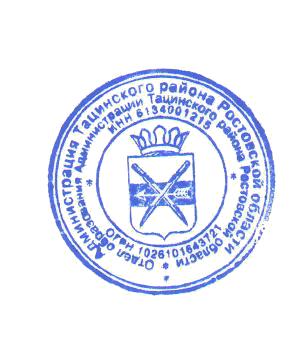 Администрация Тацинского района Ростовской области
Отдел образования Администрации Тацинского района Ростовской области
ИНН 6134001215
ОГРН 1026101643721